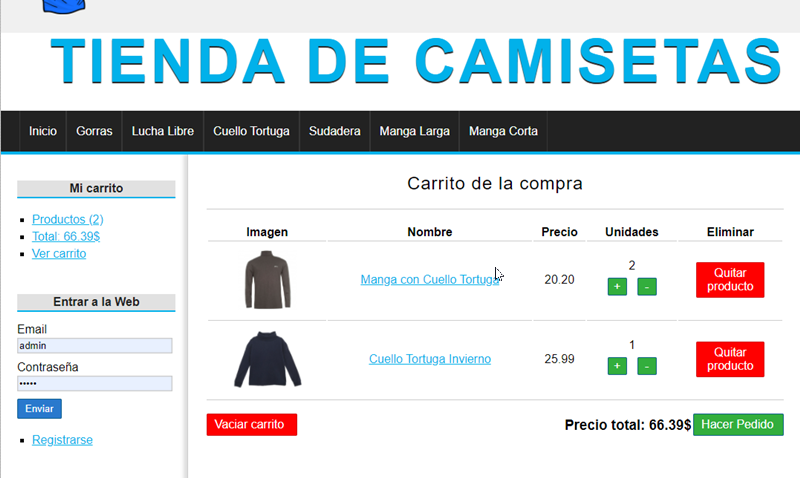 TIENDA DE CAMISETAS
Inicio Gorras Lucha Libre Cuello Tortuga Sudadera Manga Larga Manga Corta
Mi carrito
Productos (2)
Total: 66.39$
Ver carrito
Entrar a la Web
Email
admin
Contraseña
•••••
Enviar
Registrarse
Carrito de la compra
Imagen Nombre Precio Unidades Eliminar
Manga con Cuello Tortuga 20.20 2
+ -
Quitar
producto
Cuello Tortuga Invierno 25.99 1
+ -
Quitar
producto
Vaciar carrito Precio total: 66.39$ Hacer Pedido